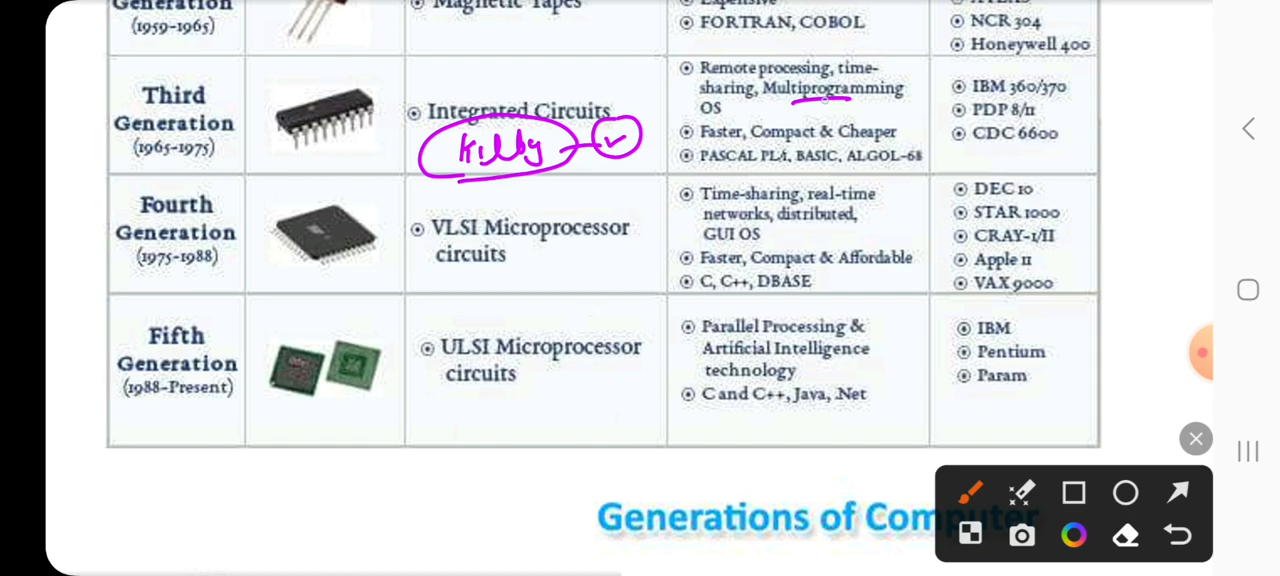 Generation
(1959-1965)
Magnetic Tapes
Expensive
FORTRAN, COBOL
NCR 304
Honeywell 400
Third
Generation
(1965-1975)
Integrated Circuits
Kilby
Remote processing, time-
sharing, Multiprogramming
OS
Faster, Compact & Cheaper
PASCAL PL/1, BASIC, ALGOL-68
IBM 360/370
PDP 8/11
CDC 6600
Fourth
Generation
(1975-1988)
VLSI Microprocessor
circuits
Time-sharing, real-time
networks, distributed,
GUI OS
Faster, Compact & Affordable
C, C++, DBASE
DEC 10
STAR 1000
CRAY-1/II
Apple 11
VAX 9000
Fifth
Generation
(1988-Present)
ULSI Microprocessor
circuits
Parallel Processing &
Artificial Intelligence
technology
C and C++, Java, .Net
IBM
Pentium
Param
Generations of Computer